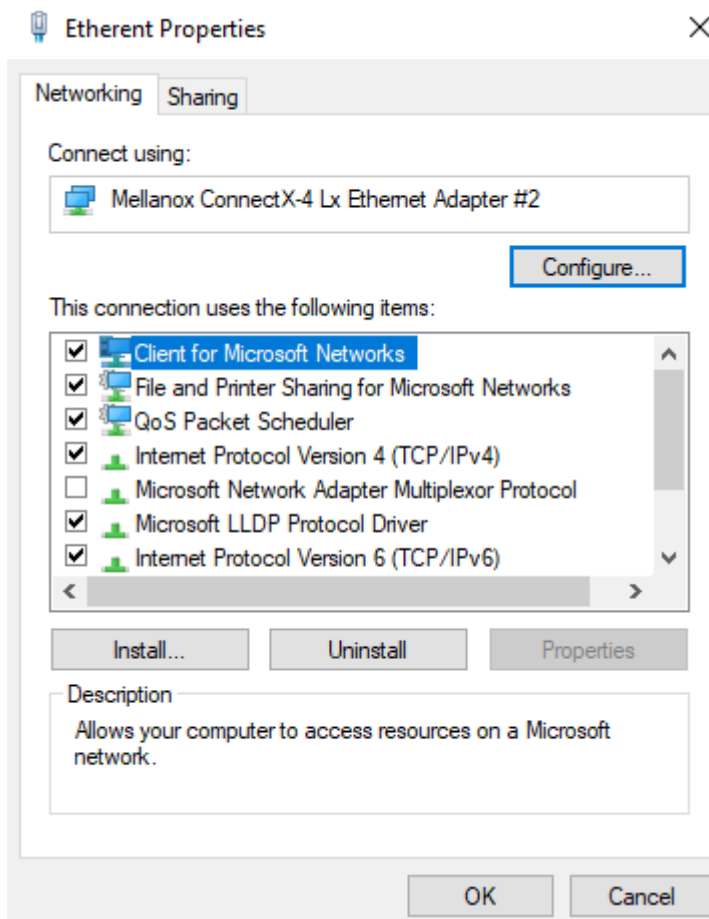 Etherent Properties
Networking
Sharing
Connect using:
Mellanox ConnectX-4 Lx Ethernet Adapter #2
Configure...
This connection uses the following items:
Client for Microsoft Networks
File and Printer Sharing for Microsoft Networks
QoS Packet Scheduler
Internet Protocol Version 4 (TCP/IPv4)
Microsoft Network Adapter Multiplexor Protocol
Microsoft LLDP Protocol Driver
Internet Protocol Version 6 (TCP/IPv6)
Install...
Uninstall
Properties
Description
Allows your computer to access resources on a Microsoft
network.
OK
Cancel